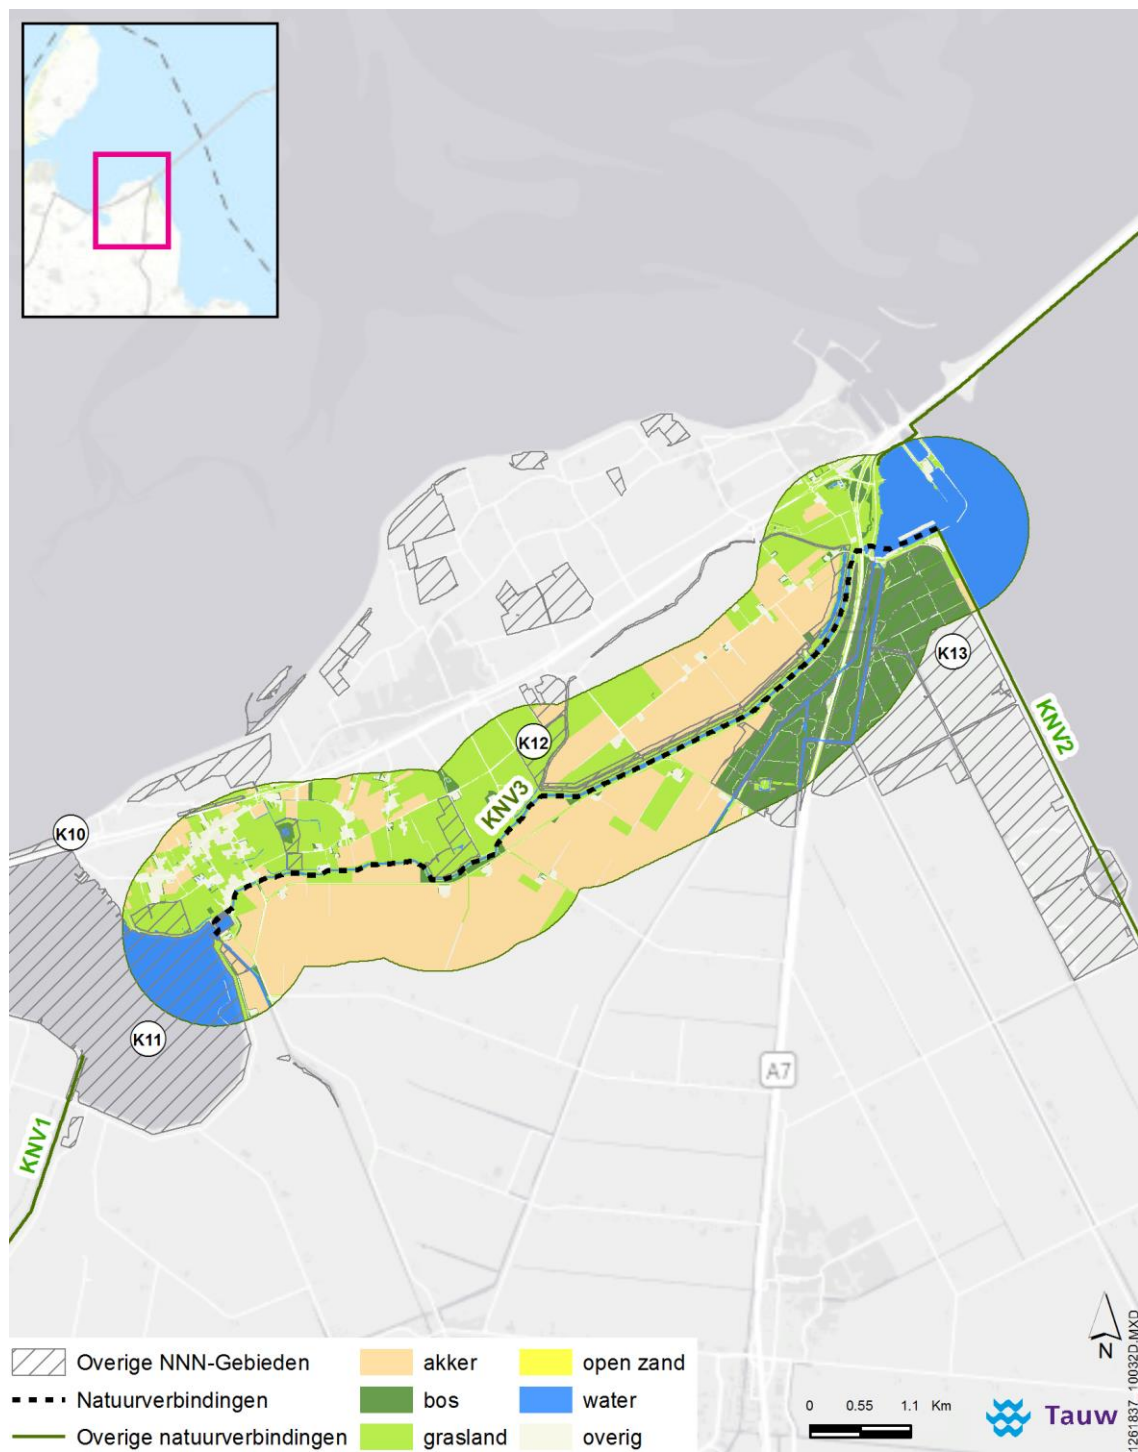 K13
KNV2
K12
KNV3
K10
K11
A7
KNV1
N
I261837_10032D.MXD
Overige NNN-Gebieden
Natuurverbindingen
Overige natuurverbindingen
akker
bos
grasland
open zand
water
overig
0 0.55 1.1 Km
Tauw